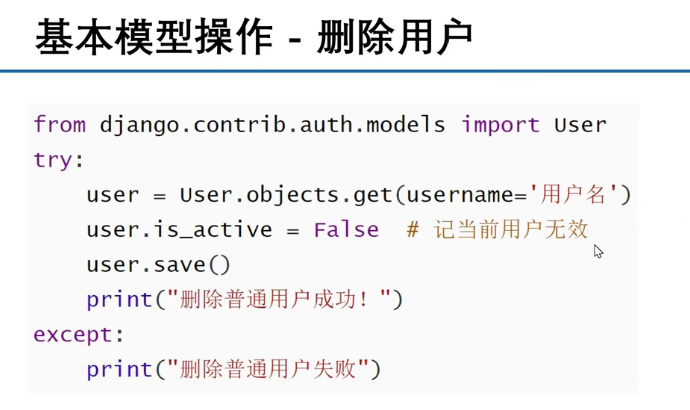 基本模型操作 - 删除用户
from django.contrib.auth.models import User
try:
    user = User.objects.get(username='用户名')
    user.is_active = False  # 记当前用户无效
    user.save()
    print("删除普通用户成功！")
except:
    print("删除普通用户失败")